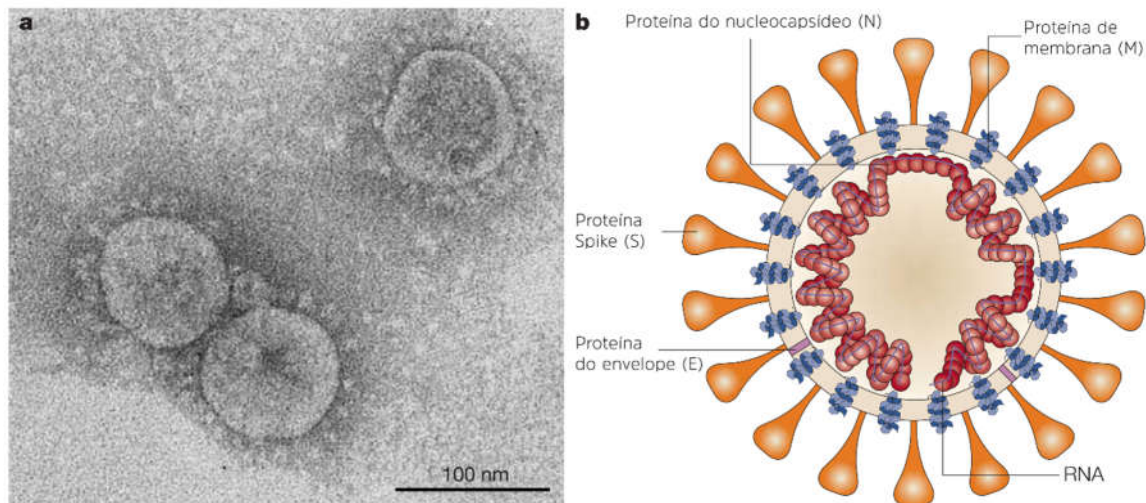 a
100 nm
b
Proteína do nucleocapsídeo (N)
Proteína de
membrana (M)
Proteína
Spike (S)
Proteína
do envelope (E)
RNA